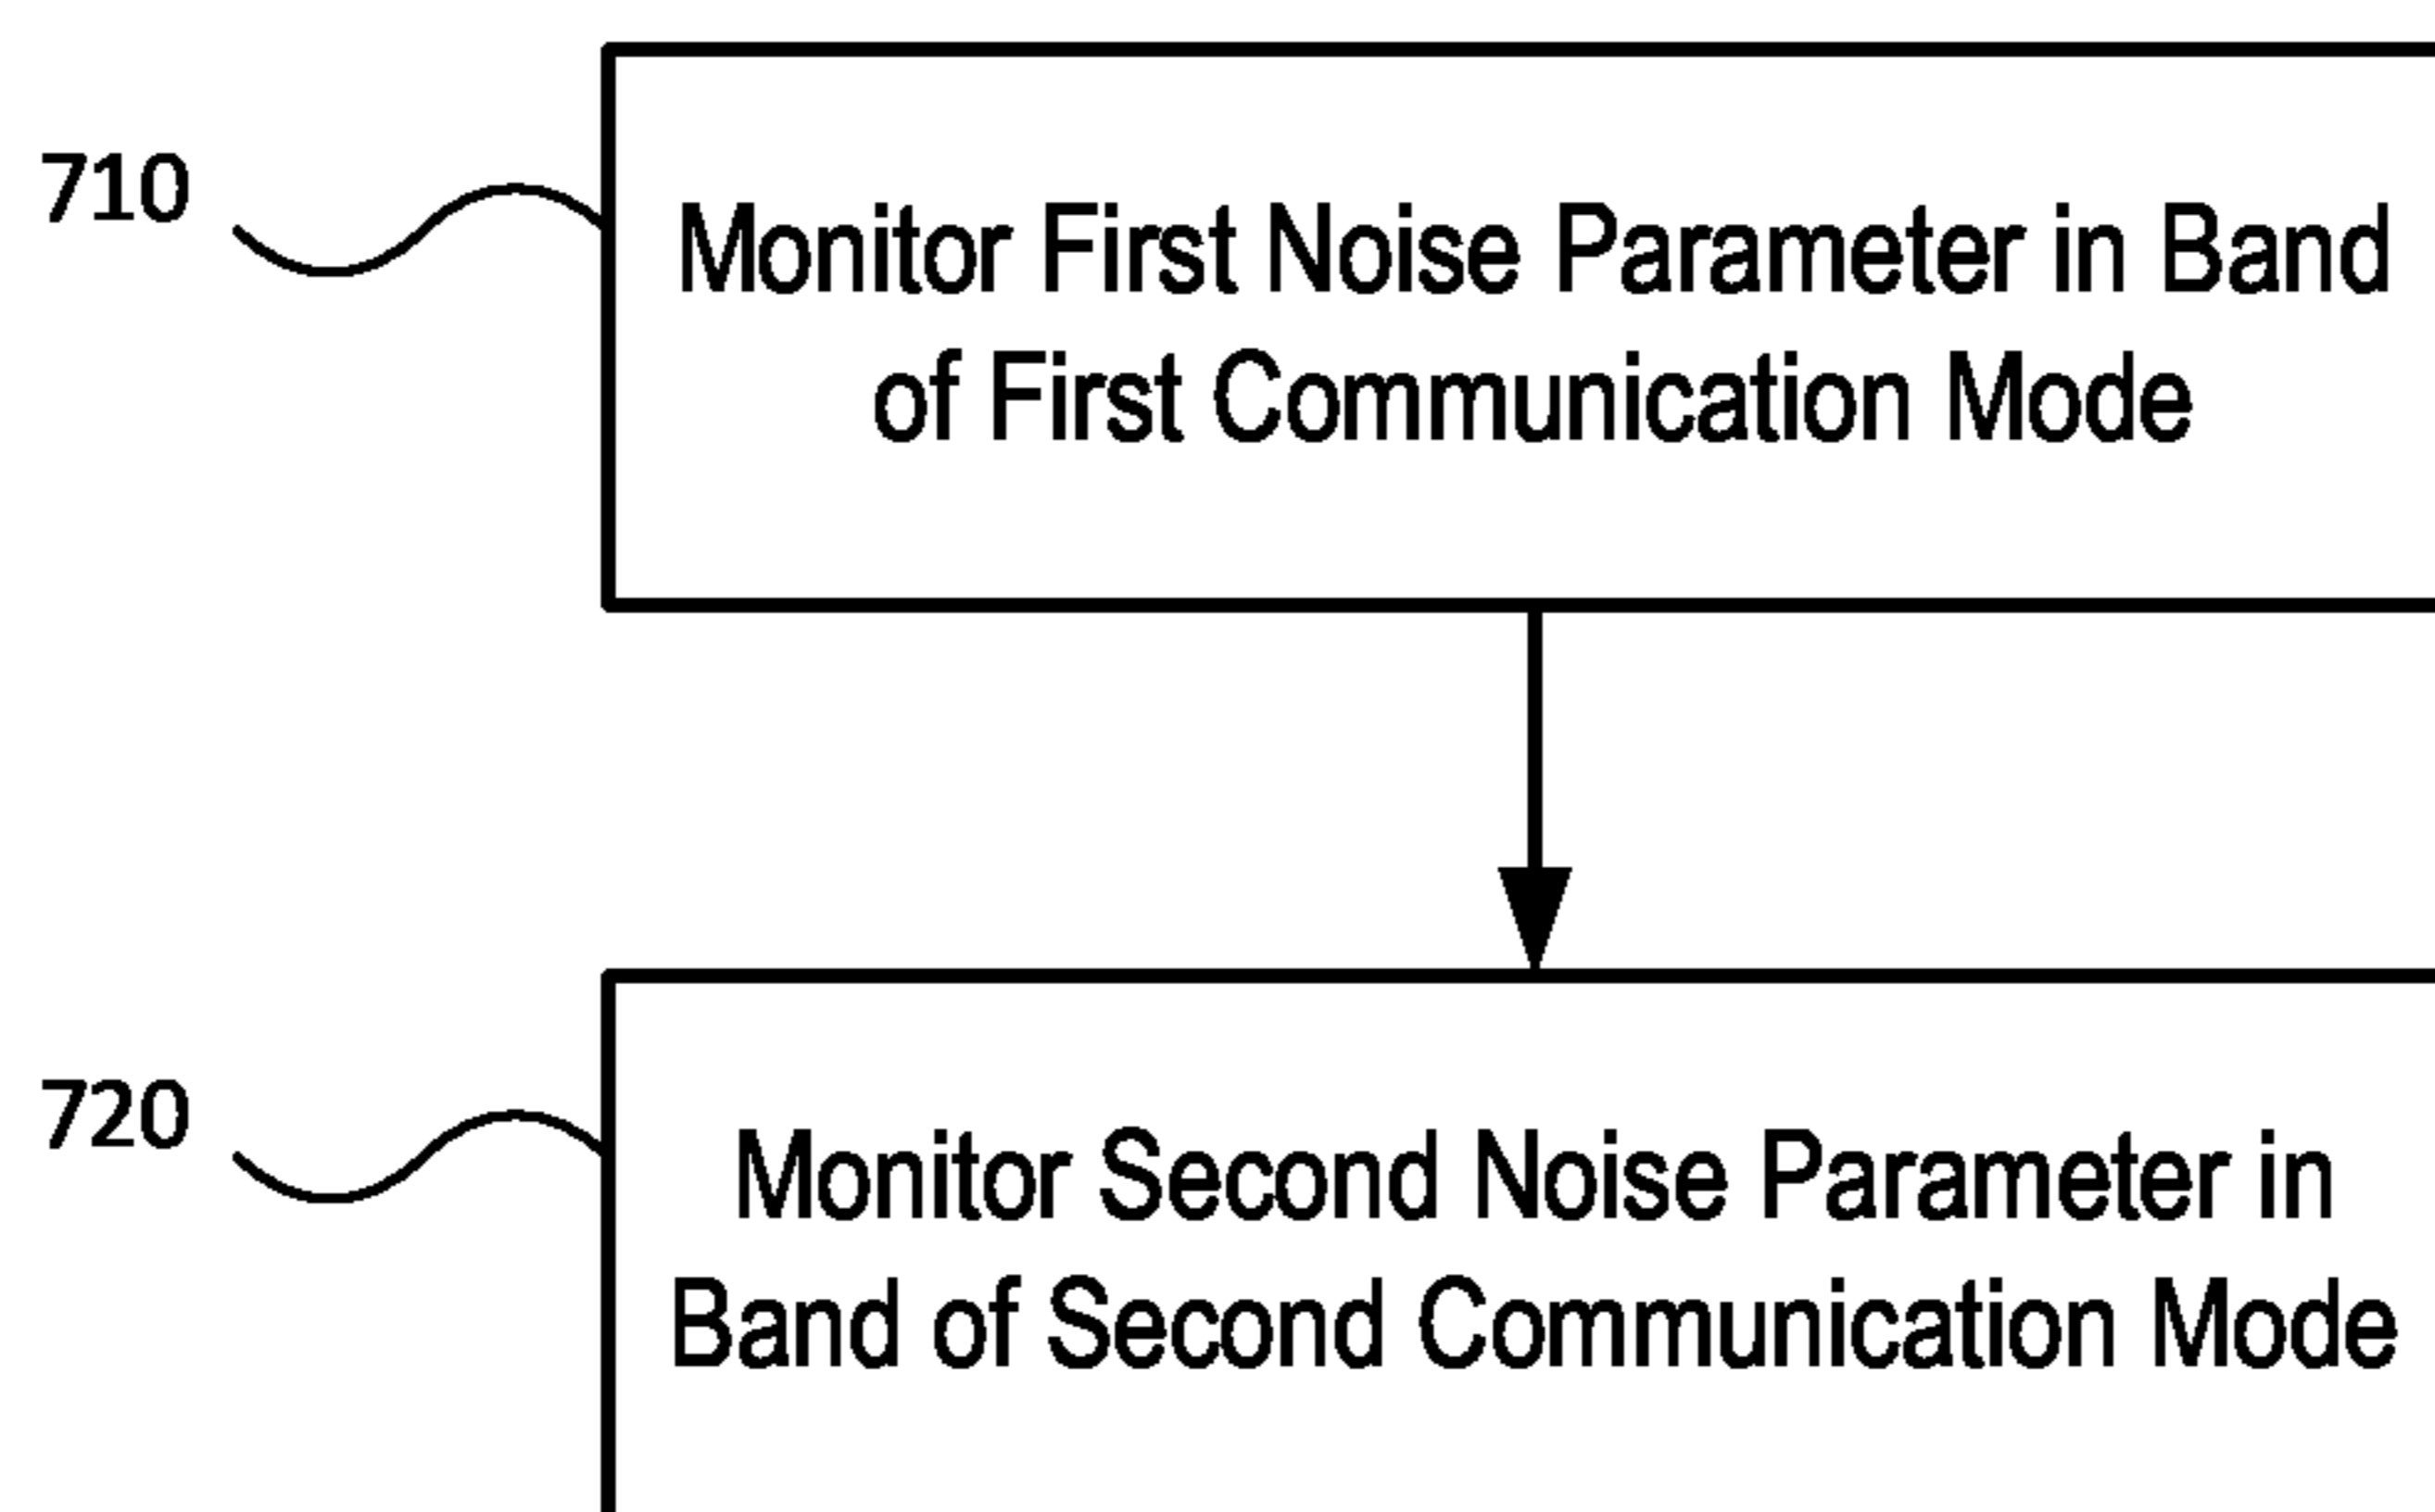 710
Monitor First Noise Parameter in Band
of First Communication Mode
720
Monitor Second Noise Parameter in
Band of Second Communication Mode